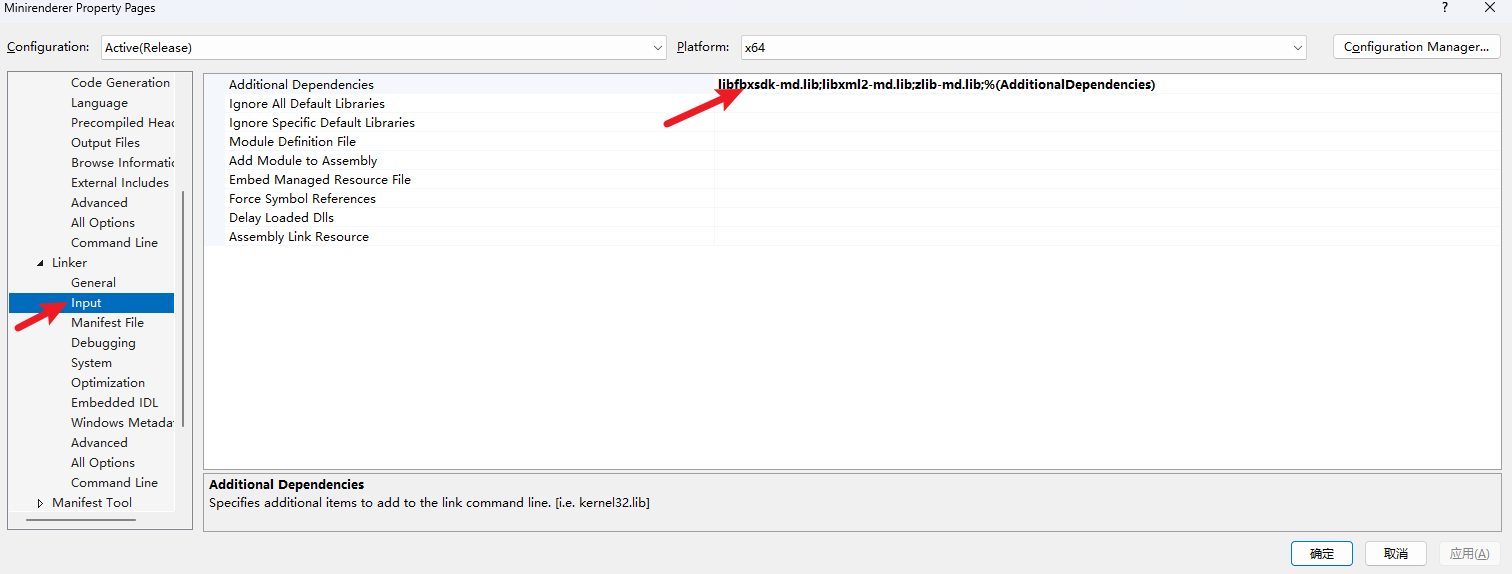 Minirenderer Property Pages
?
Configuration: Active(Release) Platform: x64 Configuration Manager...
Code Generation
Language
Precompiled Head
Output Files
Browse Informatio
External Includes
Advanced
All Options
Command Line
Linker
General
Input
Manifest File
Debugging
System
Optimization
Embedded IDL
Windows Metada
Advanced
All Options
Command Line
Manifest Tool
Additional Dependencies libfbxsdk-md.lib;libxml2-md.lib;zlib-md.lib;%(AdditionalDependencies)
Ignore All Default Libraries
Ignore Specific Default Libraries
Module Definition File
Add Module to Assembly
Embed Managed Resource File
Force Symbol References
Delay Loaded Dlls
Assembly Link Resource
Additional Dependencies
Specifies additional items to add to the link command line. [i.e. kernel32.lib]
确定 取消 应用(A)